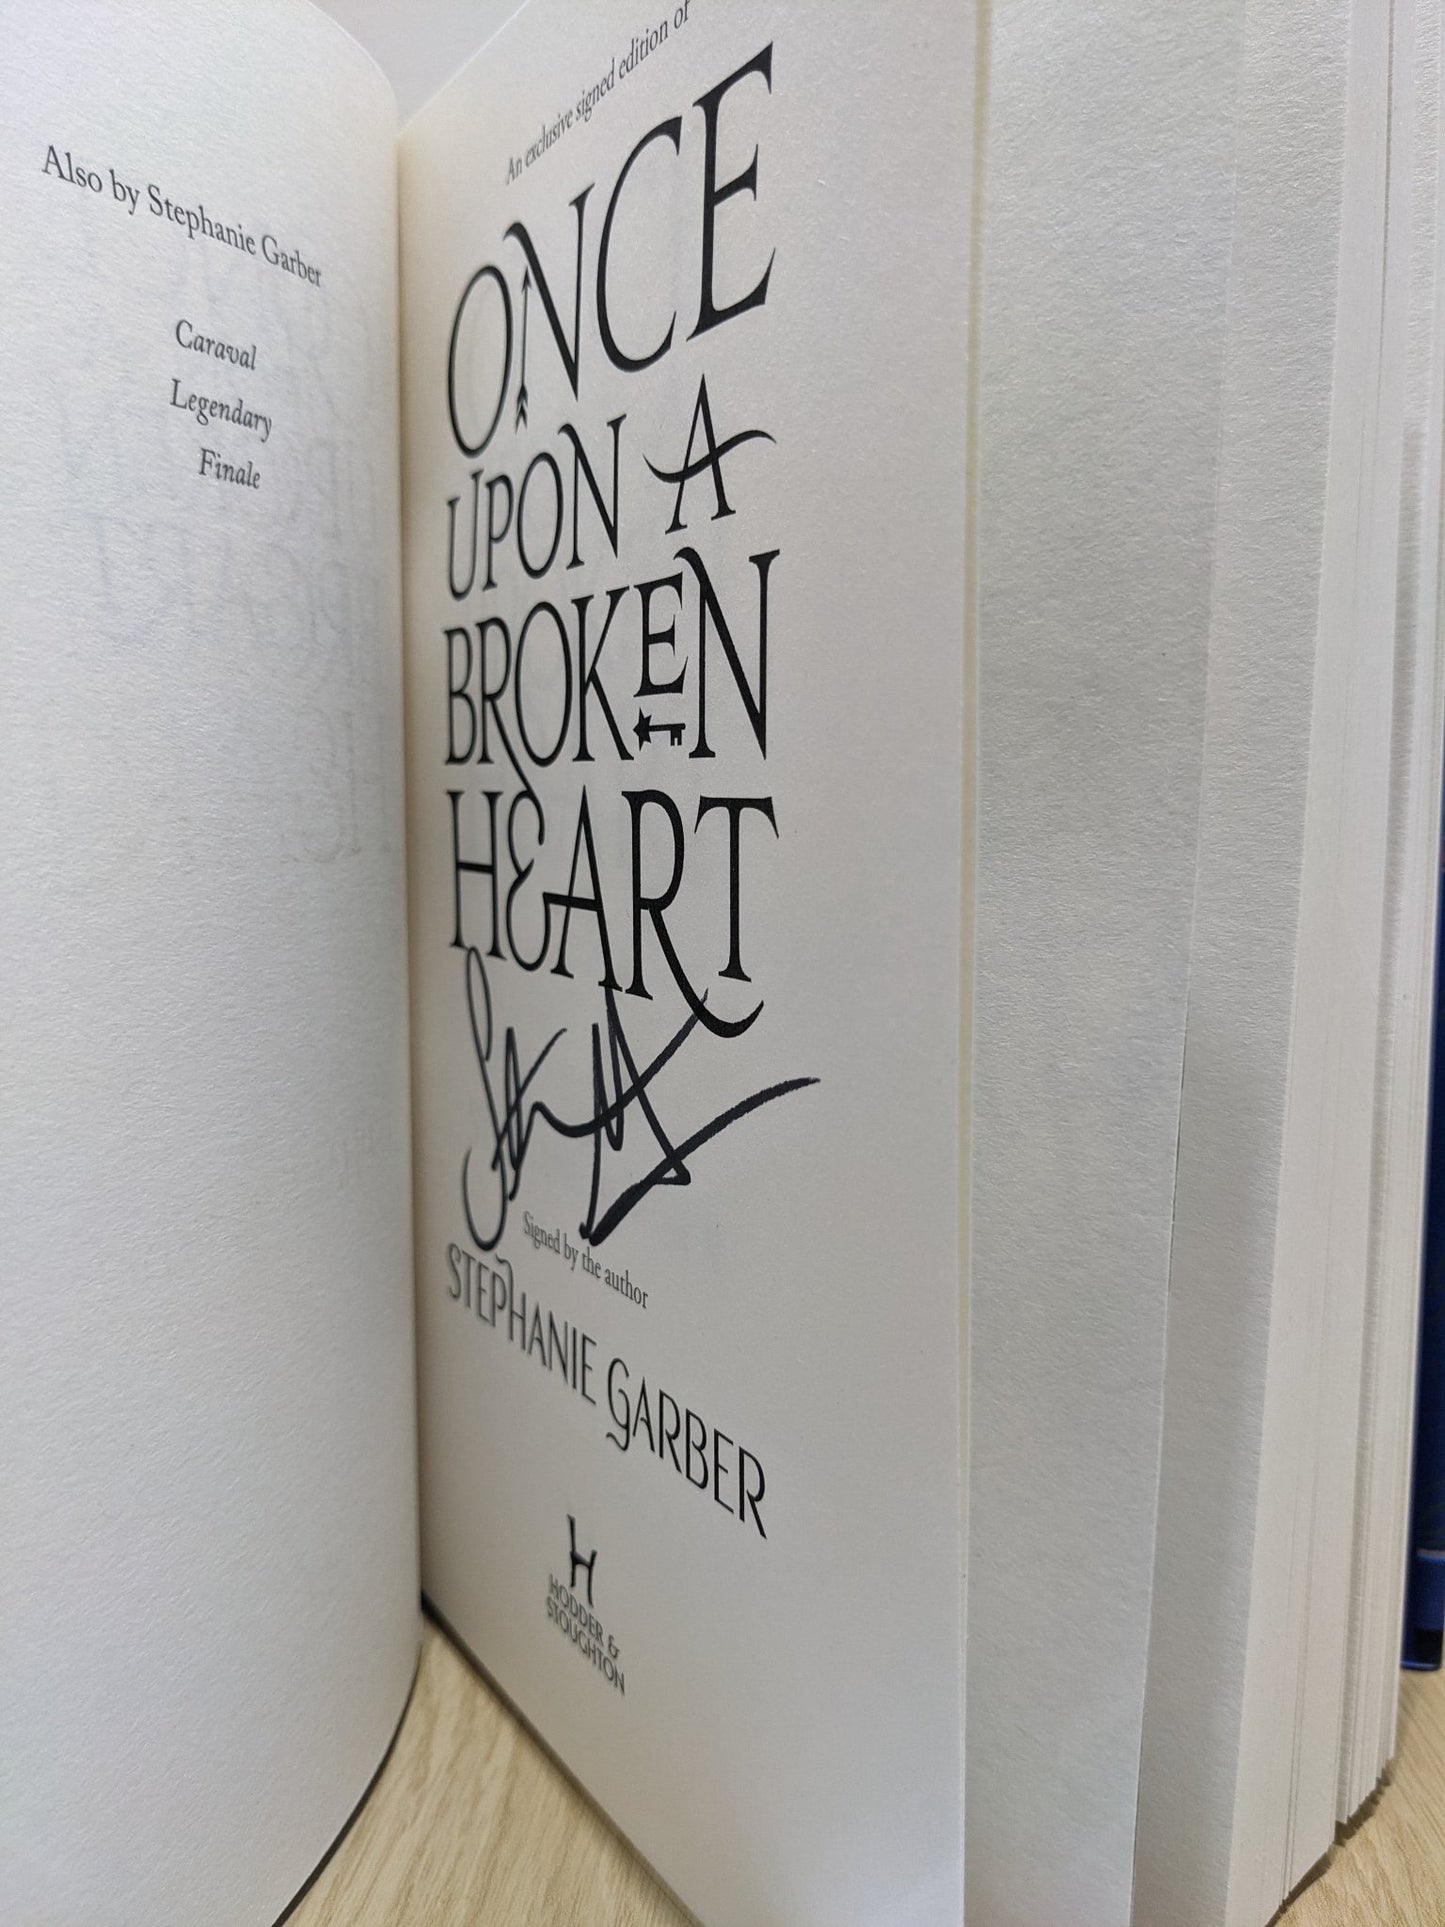 Also by Stephanie Garber
Caraval
Legendary
Finale
An exclusive signed edition of
ONCE
UPON A
BROKEN
HEART
Signed by the author
STEPHANIE GARBER
H
HODDER &
STOUGHTON